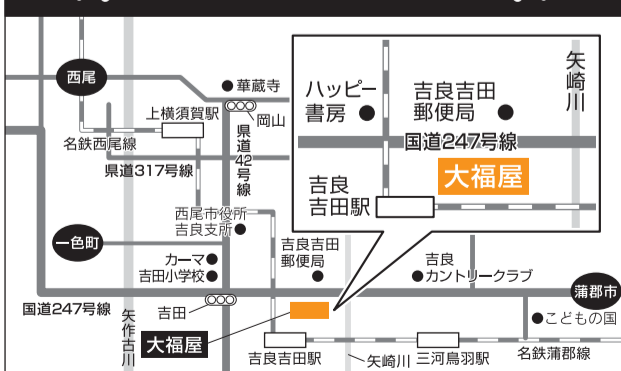 西尾
華蔵寺
上横須賀駅
岡山
名鉄西尾線
県道317号線
県道42号線
西尾市役所
吉良支所
一色町
カーマ
吉田小学校
吉良吉田
郵便局
吉良
カントリークラブ
蒲郡市
国道247号線
矢作古川
吉田
大福屋
吉良吉田駅
矢崎川
三河鳥羽駅
こどもの国
名鉄蒲郡線
ハッピー
書房
吉良吉田
郵便局
矢崎川
国道247号線
大福屋
吉良
吉田駅